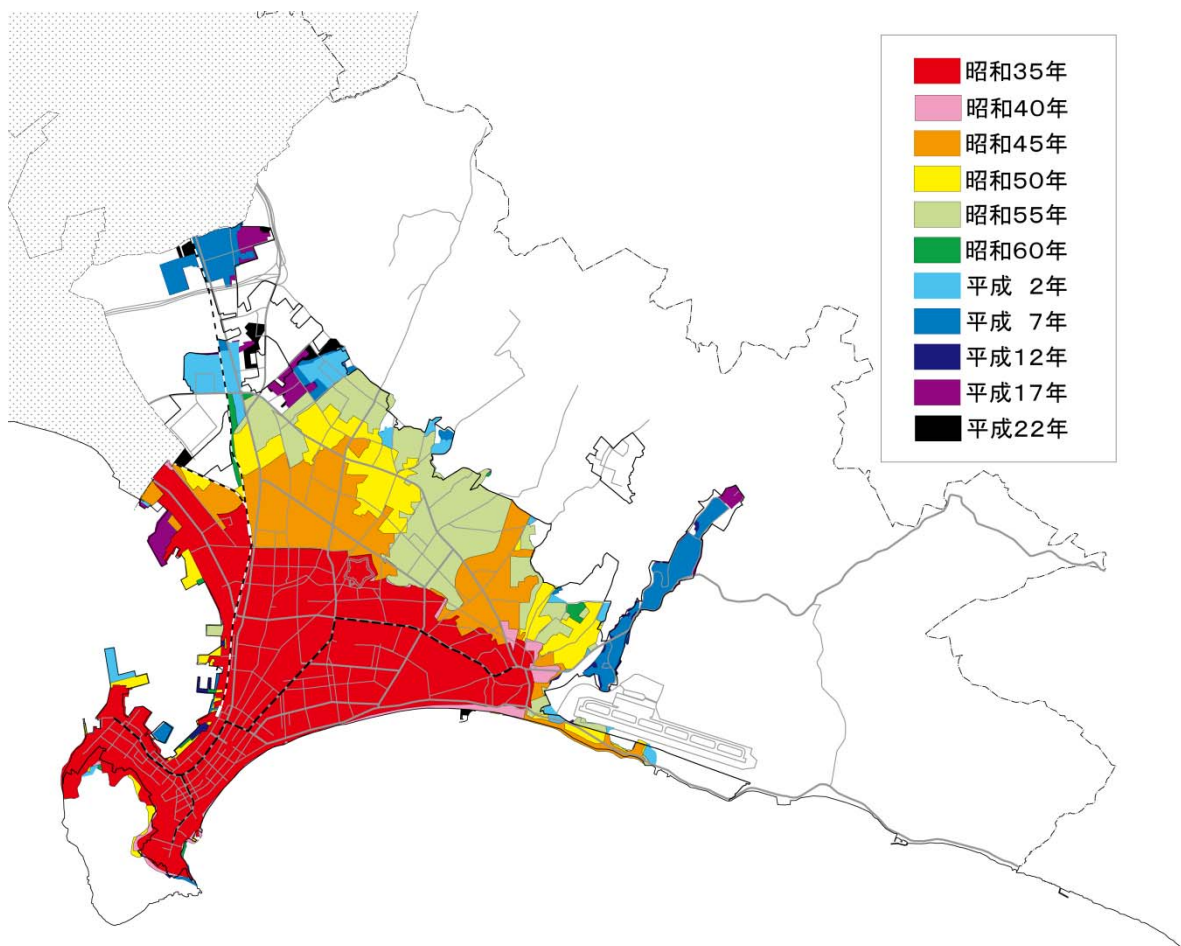 昭和35年
昭和40年
昭和45年
昭和50年
昭和55年
昭和60年
平成 2年
平成 7年
平成12年
平成17年
平成22年